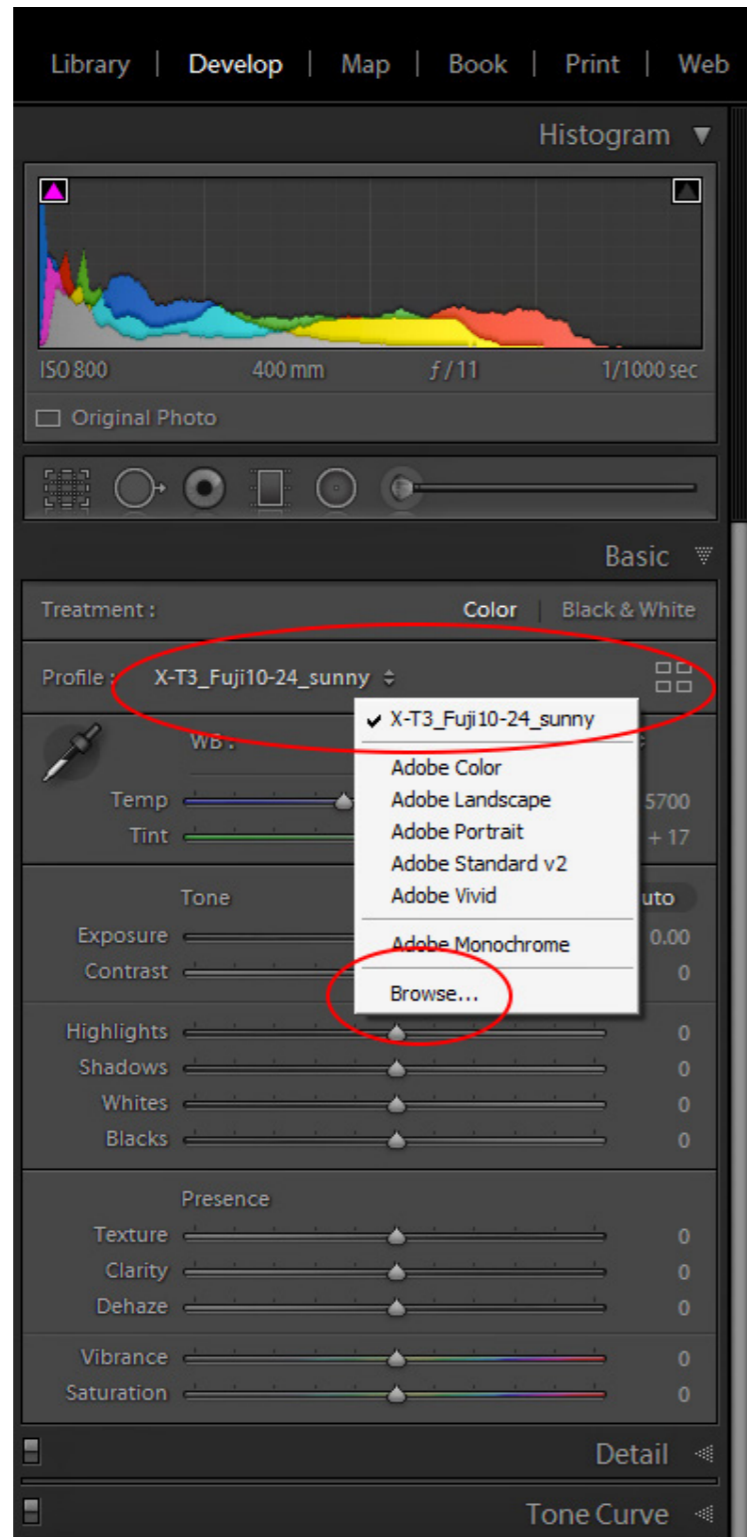 Library | Develop | Map | Book | Print | Web
Histogram
ISO 800 400 mm ƒ / 11 1/1000 sec
Original Photo
Basic
Treatment : Color | Black & White
Profile : X-T3_Fuji10-24_sunny
X-T3_Fuji10-24_sunny
WB :
Adobe Color
Adobe Landscape
Temp 5700
Adobe Portrait
Tint + 17
Adobe Standard v2
Adobe Vivid
Tone uto
Exposure 0.00
Adobe Monochrome
Contrast 0
Browse...
Highlights 0
Shadows 0
Whites 0
Blacks 0
Presence
Texture 0
Clarity 0
Dehaze 0
Vibrance 0
Saturation 0
Detail
Tone Curve